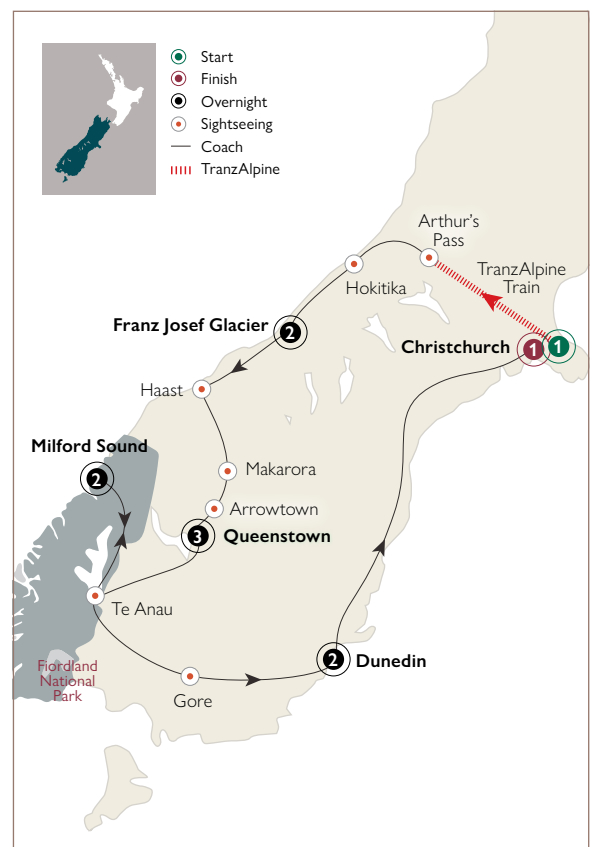 Start
Finish
Overnight
Sightseeing
Coach
TranzAlpine
Arthur's
Pass
TranzAlpine
Train
Hokitika
Franz Josef Glacier
2
Christchurch
1
1
Haast
Milford Sound
2
Makarora
Arrowtown
3
Queenstown
Te Anau
2
Dunedin
Fiordland
National
Park
Gore